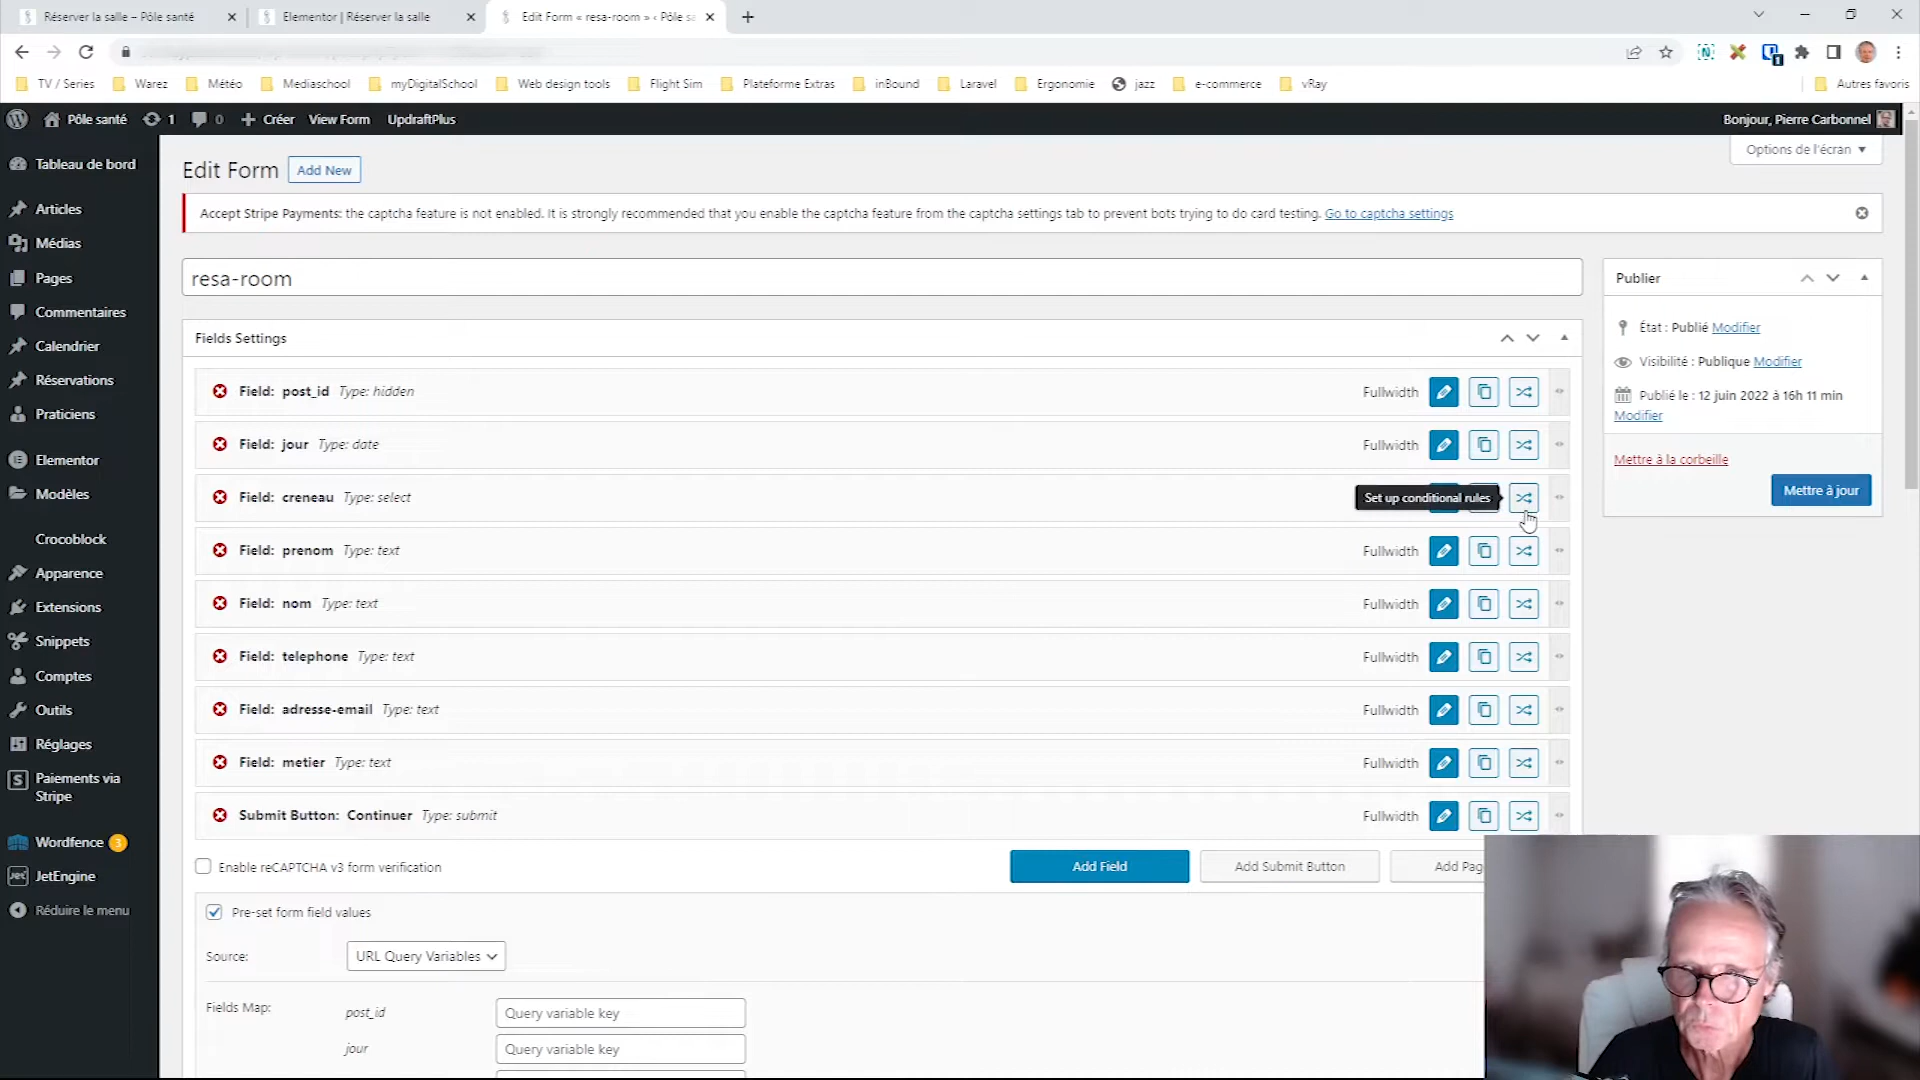 Réserver la salle – Pôle santé
Elementor | Réserver la salle
Edit Form « resa-room » ‹ Pôle sa
TV / Series
Warez
Météo
Mediaschool
myDigitalSchool
Web design tools
Flight Sim
Plateforme Extras
inBound
Laravel
Ergonomie
jazz
e-commerce
vRay
Autres favoris
Pôle santé
1
0
Créer
View Form
UpdraftPlus
Bonjour, Pierre Carbonnel
Tableau de bord
Articles
Médias
Pages
Commentaires
Calendrier
Réservations
Praticiens
Elementor
Modèles
Crocoblock
Apparence
Extensions
Snippets
Comptes
Outils
Réglages
Paiements via
Stripe
Wordfence 3
JetEngine
Réduire le menu
Options de l'écran
Edit Form
Add New
Accept Stripe Payments: the captcha feature is not enabled. It is strongly recommended that you enable the captcha feature from the captcha settings tab to prevent bots trying to do card testing. Go to captcha settings
resa-room
Fields Settings
Field: post_id Type: hidden
Fullwidth
Field: jour Type: date
Fullwidth
Field: creneau Type: select
Set up conditional rules
Field: prenom Type: text
Fullwidth
Field: nom Type: text
Fullwidth
Field: telephone Type: text
Fullwidth
Field: adresse-email Type: text
Fullwidth
Field: metier Type: text
Fullwidth
Submit Button: Continuer Type: submit
Fullwidth
Enable reCAPTCHA v3 form verification
Add Field
Add Submit Button
Add Pag
Pre-set form field values
Source:
URL Query Variables
Fields Map:
post_id
Query variable key
jour
Query variable key
Publier
État : Publié Modifier
Visibilité : Publique Modifier
Publié le : 12 juin 2022 à 16h 11 min
Modifier
Mettre à la corbeille
Mettre à jour